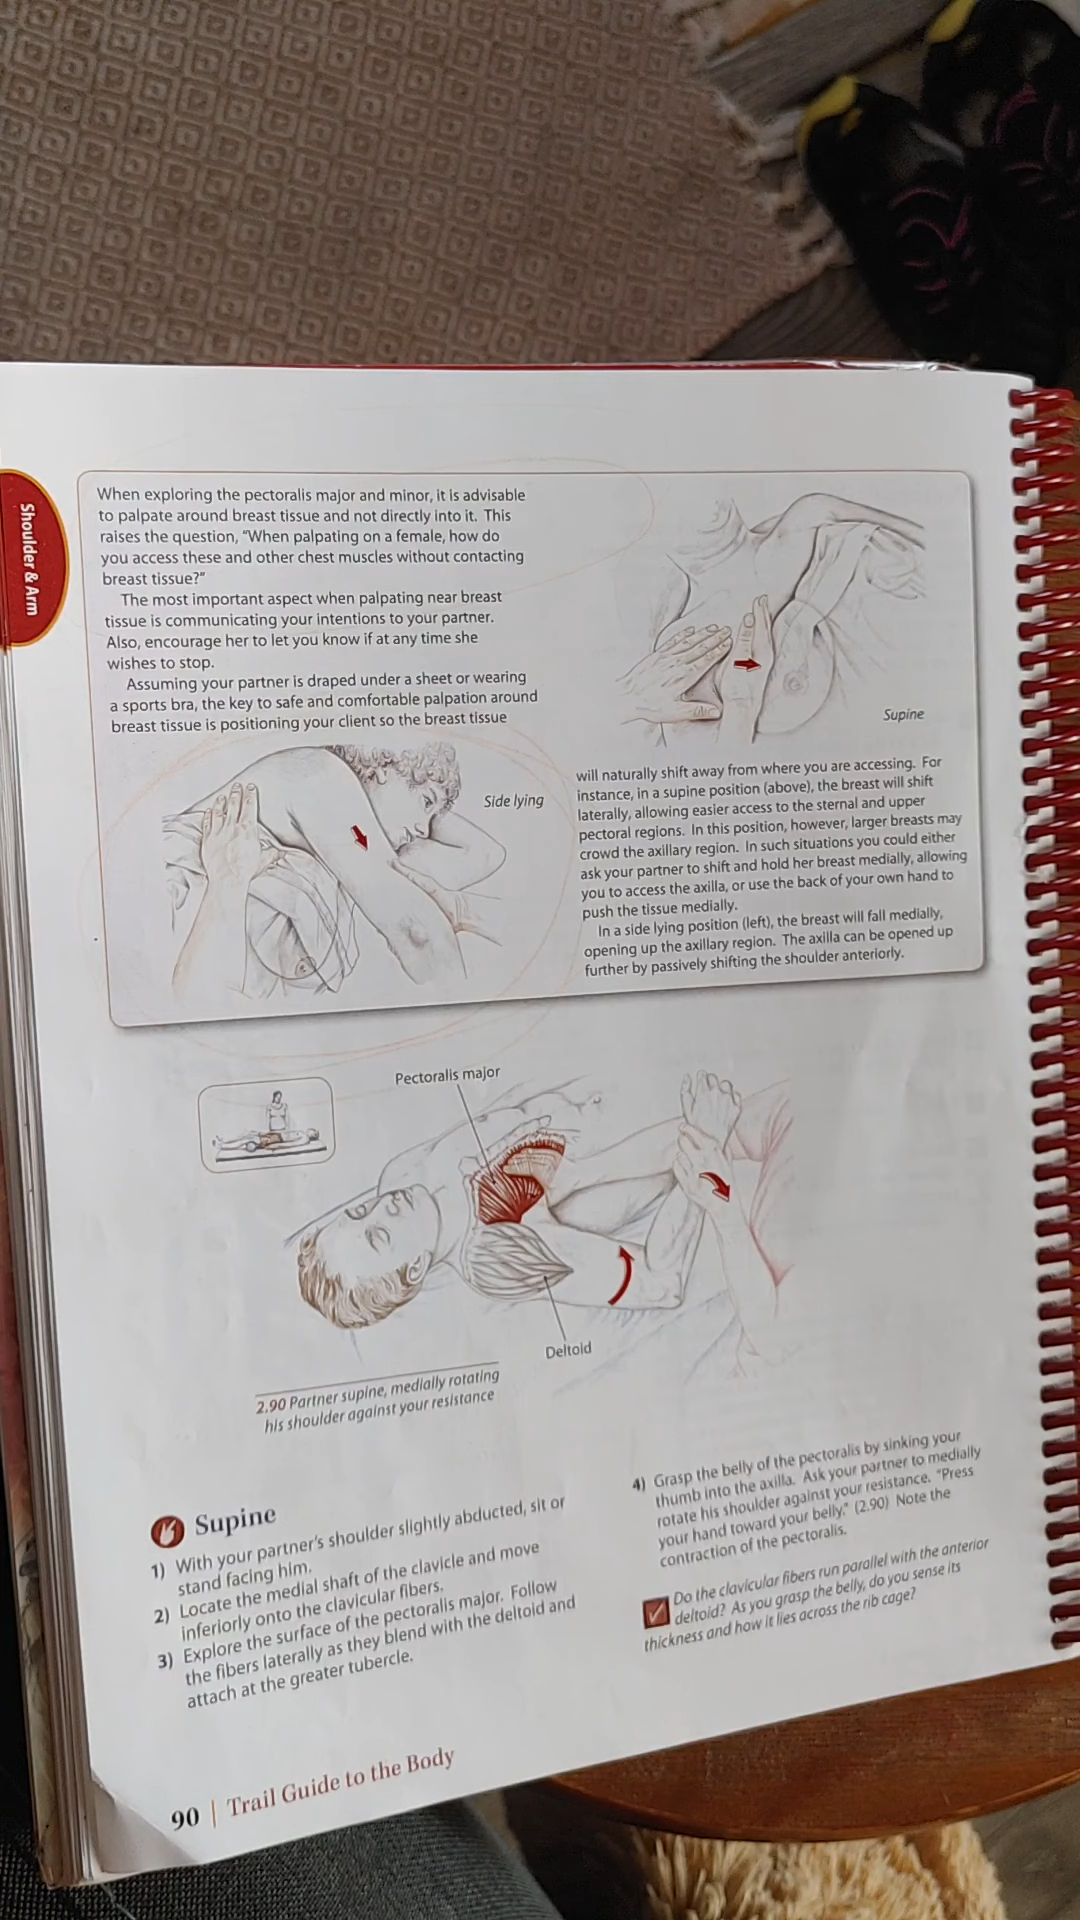 Shoulder & Arm
When exploring the pectoralis major and minor, it is advisable
to palpate around breast tissue and not directly into it. This
raises the question, "When palpating on a female, how do
you access these and other chest muscles without contacting
breast tissue?"
The most important aspect when palpating near breast
tissue is communicating your intentions to your partner.
Also, encourage her to let you know if at any time she
wishes to stop.
Assuming your partner is draped under a sheet or wearing
a sports bra, the key to safe and comfortable palpation around
breast tissue is positioning your client so the breast tissue
Supine
Side lying
will naturally shift away from where you are accessing. For
instance, in a supine position (above), the breast will shift
laterally, allowing easier access to the sternal and upper
pectoral regions. In this position, however, larger breasts may
crowd the axillary region. In such situations you could either
ask your partner to shift and hold her breast medially, allowing
you to access the axilla, or use the back of your own hand to
push the tissue medially.
In a side lying position (left), the breast will fall medially,
opening up the axillary region. The axilla can be opened up
further by passively shifting the shoulder anteriorly.
Pectoralis major
Deltoid
2.90 Partner supine, medially rotating
his shoulder against your resistance
Supine
1) With your partner's shoulder slightly abducted, sit or
stand facing him.
2) Locate the medial shaft of the clavicle and move
inferiorly onto the clavicular fibers.
3) Explore the surface of the pectoralis major. Follow
the fibers laterally as they blend with the deltoid and
attach at the greater tubercle.
4) Grasp the belly of the pectoralis by sinking your
thumb into the axilla. Ask your partner to medially
rotate his shoulder against your resistance. "Press
your hand toward your belly." (2.90) Note the
contraction of the pectoralis.
Do the clavicular fibers run parallel with the anterior
deltoid? As you grasp the belly, do you sense its
thickness and how it lies across the rib cage?
90 | Trail Guide to the Body